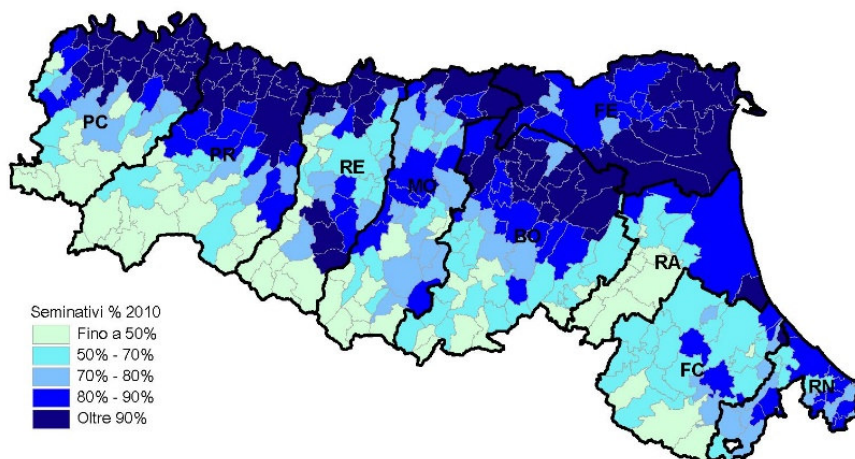 PC
PR
RE
MO
BO
FE
RA
FC
RN
Seminativi % 2010
Fino a 50%
50% - 70%
70% - 80%
80% - 90%
Oltre 90%